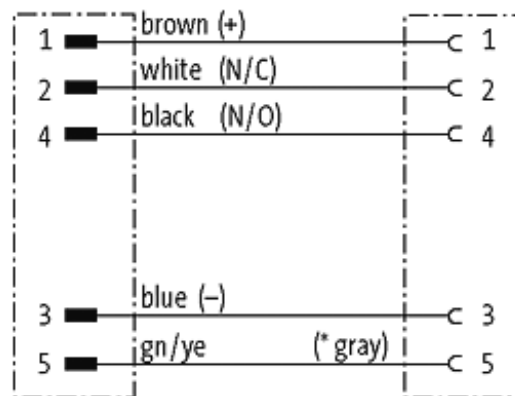 1 brown (+) 1
2 white (N/C) 2
4 black (N/O) 4
3 blue (–) 3
5 gn/ye (* gray) 5